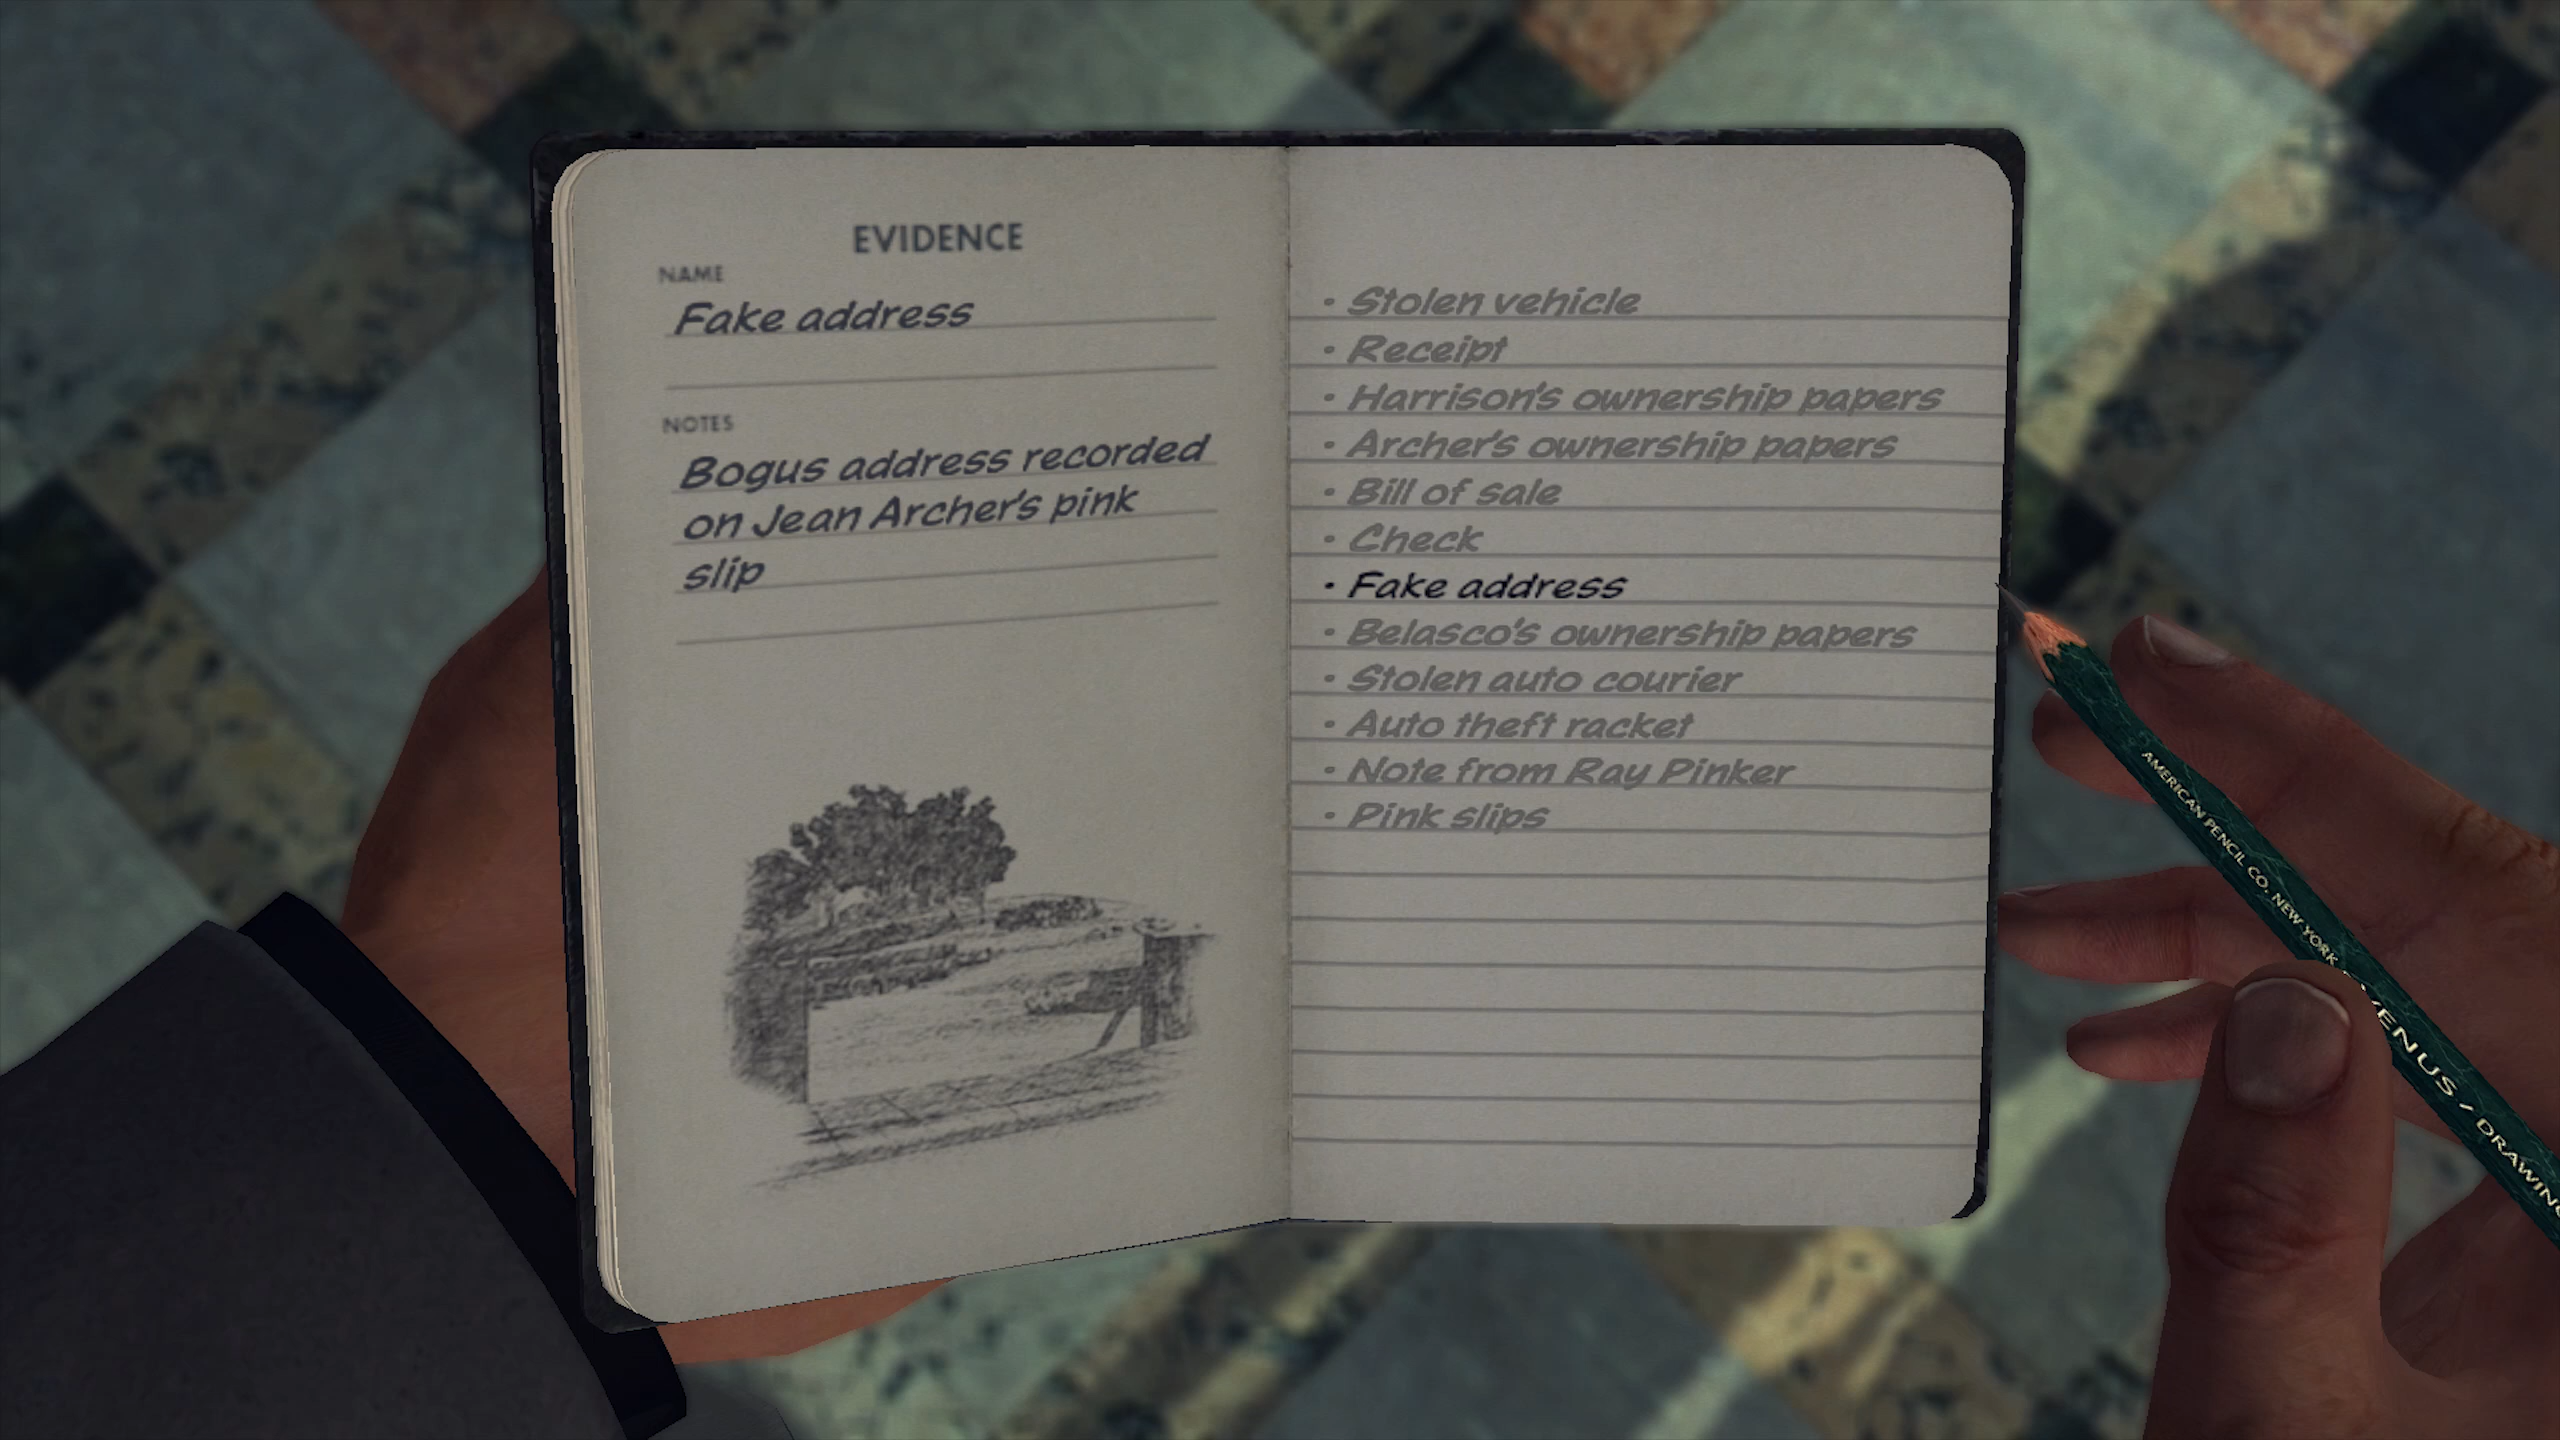 EVIDENCE
NAME
Fake address
NOTES
Bogus address recorded
on Jean Archer's pink
slip
• Stolen vehicle
• Receipt
• Harrison's ownership papers
• Archer's ownership papers
• Bill of sale
• Check
• Fake address
• Belasco's ownership papers
• Stolen auto courier
• Auto theft racket
• Note from Ray Pinker
• Pink slips
AMERICAN PENCIL CO. NEW YORK
VENUS / DRAWING